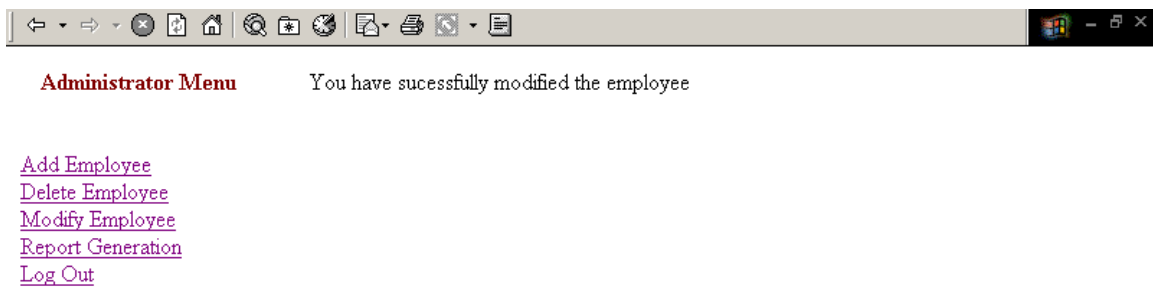 Administrator Menu You have sucessfully modified the employee
Add Employee
Delete Employee
Modify Employee
Report Generation
Log Out